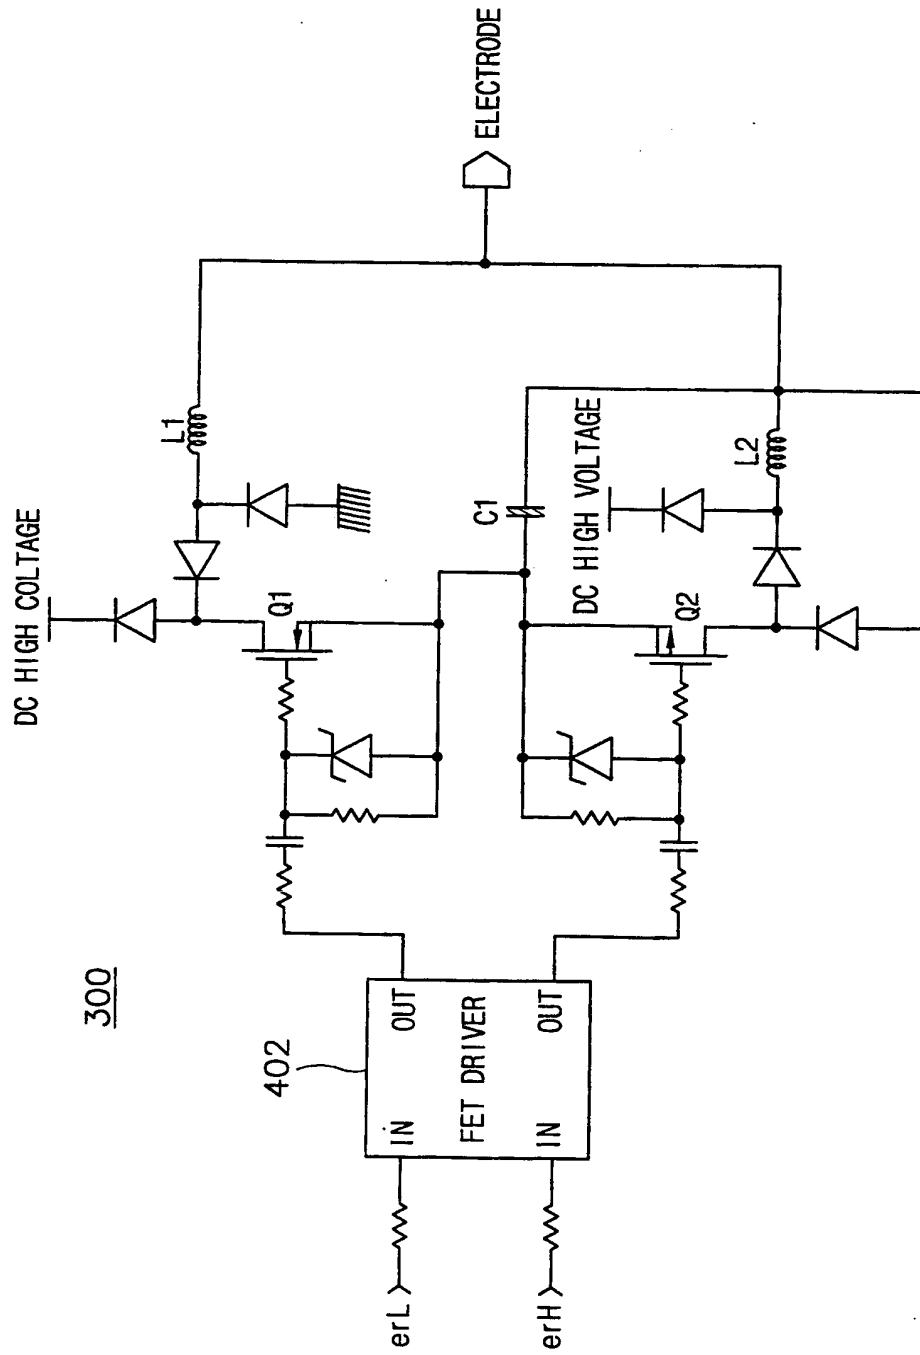 300
402
erL
erH
IN
OUT
FET DRIVER
IN
OUT
DC HIGH COLTAGE
Q1
L1
C1
DC HIGH VOLTAGE
Q2
L2
ELECTRODE